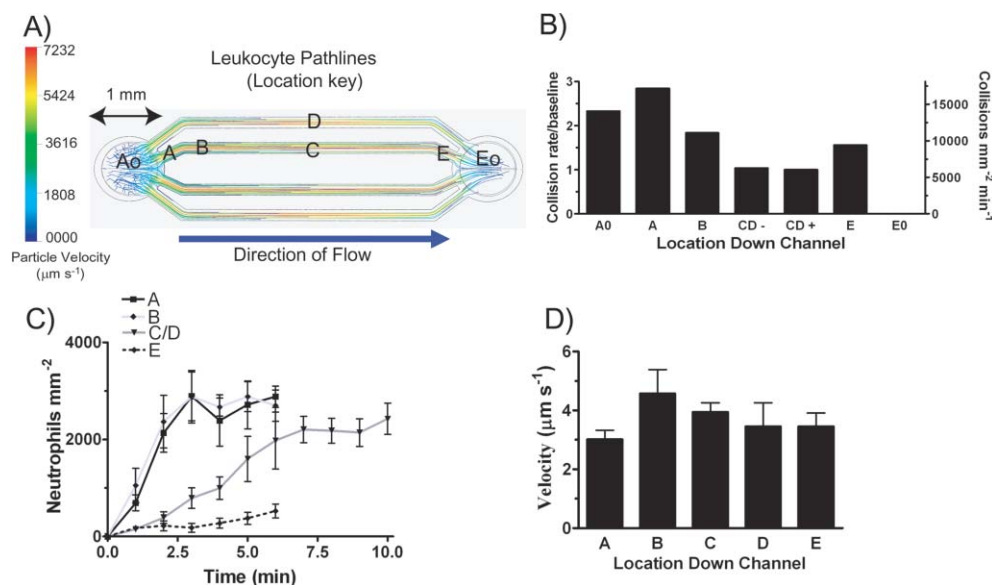 A)
7232
5424
3616
1808
0000
Particle Velocity
(μm s⁻¹)
1 mm
Leukocyte Pathlines
(Location key)
Ao
A
B
C
D
E
Eo
Direction of Flow
B)
Collision rate/baseline
3
2
1
0
Collisions mm⁻² min⁻¹
15000
10000
5000
0
A0 A B CD - CD + E E0
Location Down Channel
C)
A
B
C/D
E
Neutrophils mm⁻²
4000
2000
0
0.0 2.5 5.0 7.5 10.0
Time (min)
D)
Velocity (μm s⁻¹)
6
4
2
0
A B C D E
Location Down Channel